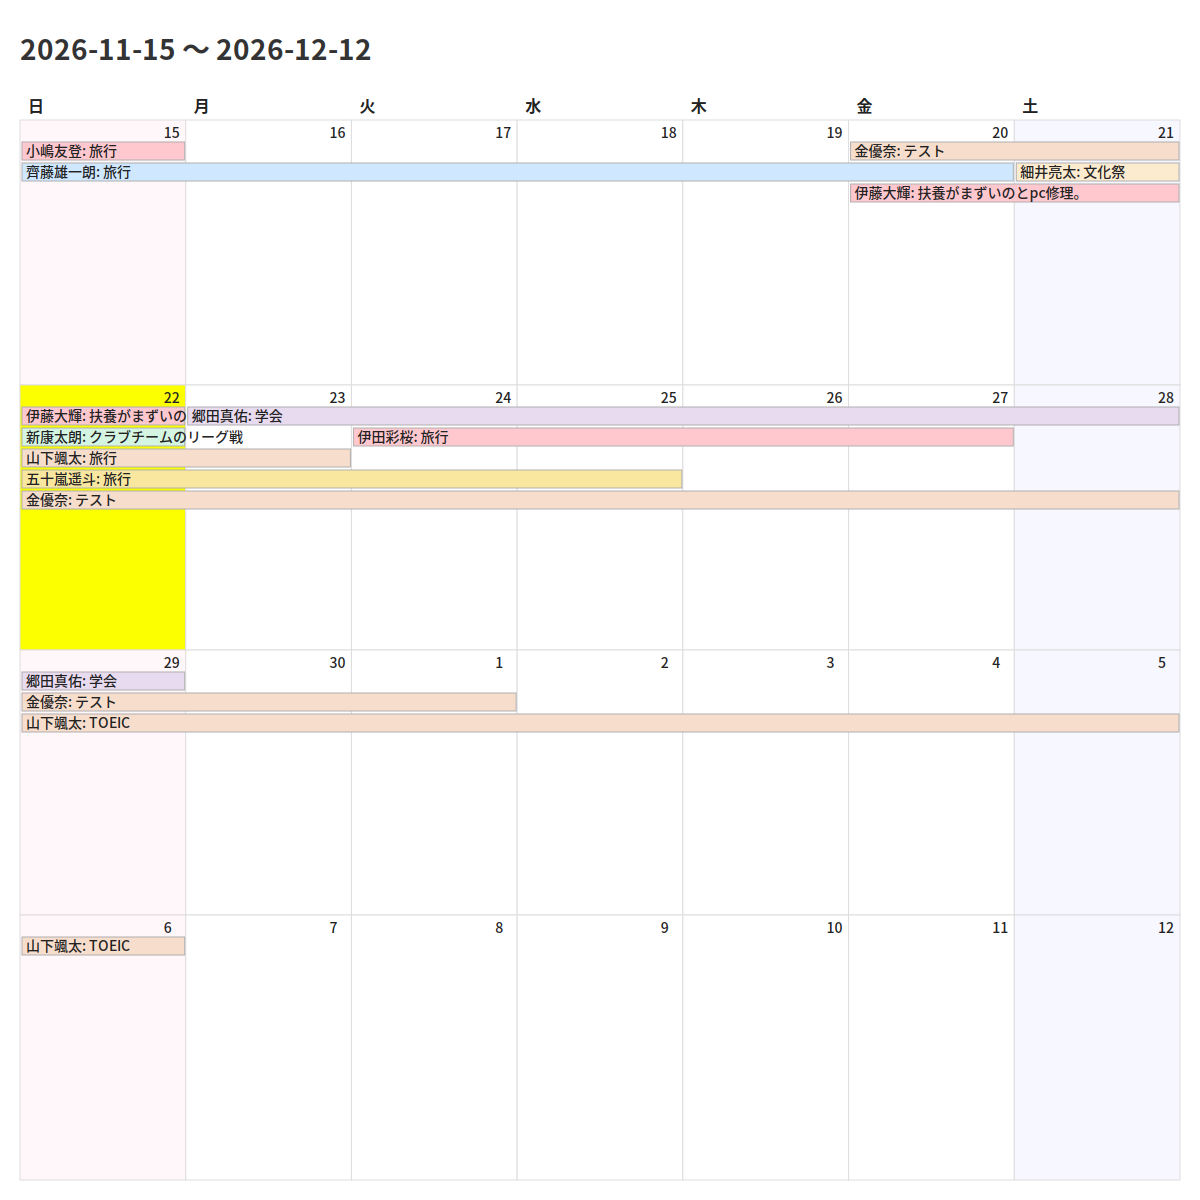 2026-11-15 〜 2026-12-12
日 月 火 水 木 金 土
15 16 17 18 19 20 21
小嶋友登: 旅行 金優奈: テスト
齊藤雄一朗: 旅行 細井亮太: 文化祭
伊藤大輝: 扶養がまずいのとpc修理。
22 23 24 25 26 27 28
伊藤大輝: 扶養がまずいの 郷田真佑: 学会
新康太朗: クラブチームのリーグ戦 伊田彩桜: 旅行
山下颯太: 旅行
五十嵐遥斗: 旅行
金優奈: テスト
29 30 1 2 3 4 5
郷田真佑: 学会
金優奈: テスト
山下颯太: TOEIC
6 7 8 9 10 11 12
山下颯太: TOEIC